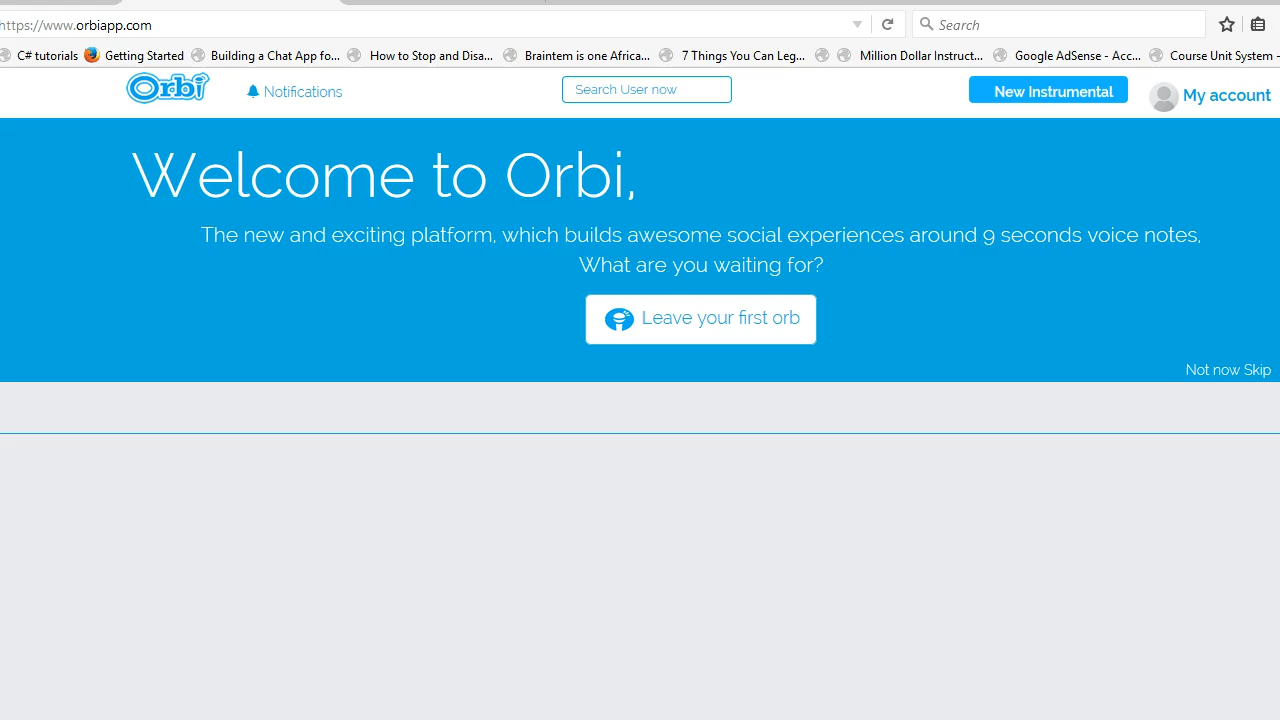 https://www.orbiapp.com
Search
C# tutorials Getting Started Building a Chat App fo... How to Stop and Disa... Braintem is one Africa... 7 Things You Can Leg... Million Dollar Instruct... Google AdSense - Acc... Course Unit System -
Orbi Notifications Search User now New Instrumental My account
Welcome to Orbi,
The new and exciting platform, which builds awesome social experiences around 9 seconds voice notes,
What are you waiting for?
Leave your first orb
Not now Skip